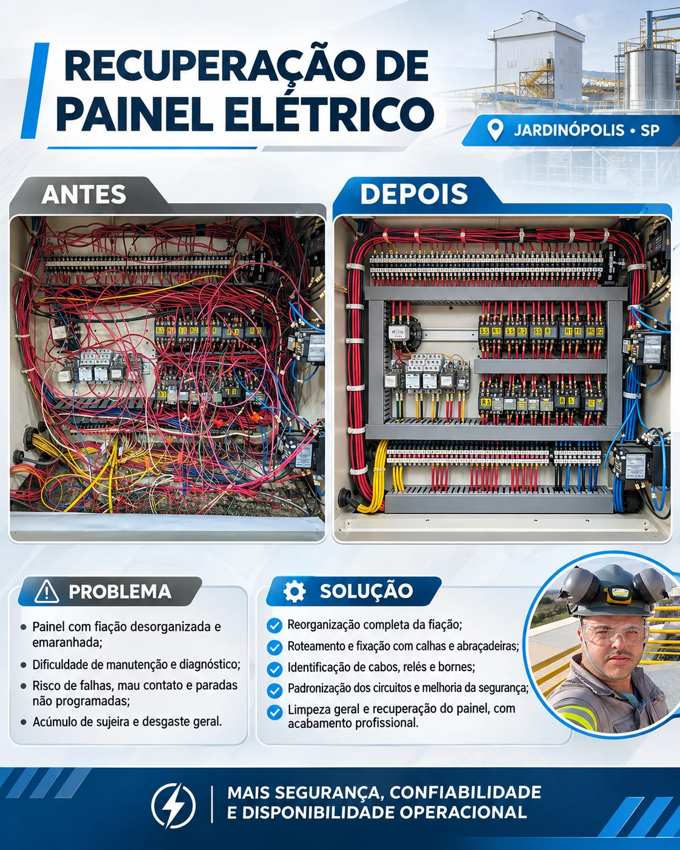 RECUPERAÇÃO DE
PAINEL ELÉTRICO
JARDINÓPOLIS • SP
ANTES
DEPOIS
PROBLEMA
• Painel com fiação desorganizada e
emaranhada;
• Dificuldade de manutenção e diagnóstico;
• Risco de falhas, mau contato e paradas
não programadas;
• Acúmulo de sujeira e desgaste geral.
SOLUÇÃO
Reorganização completa da fiação;
Roteamento e fixação com calhas e abraçadeiras;
Identificação de cabos, relés e bornes;
Padronização dos circuitos e melhoria da segurança;
Limpeza geral e recuperação do painel, com
acabamento profissional.
MAIS SEGURANÇA, CONFIABILIDADE
E DISPONIBILIDADE OPERACIONAL